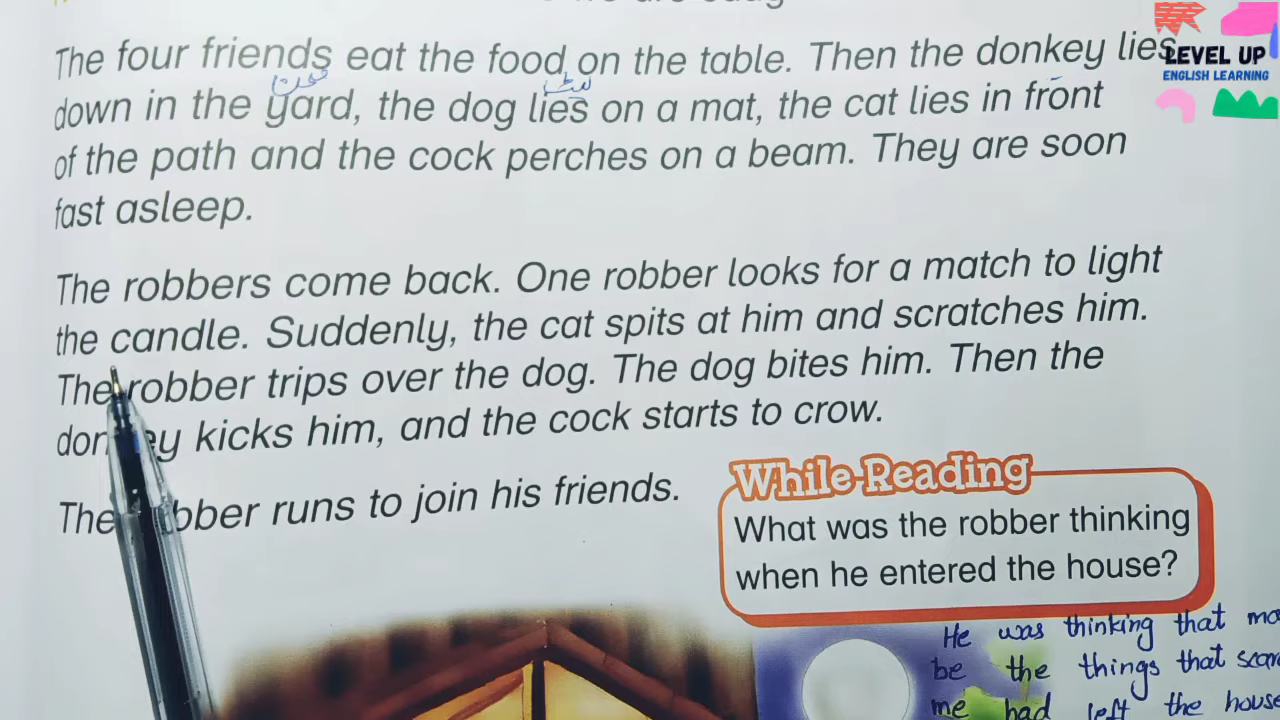 The four friends eat the food on the table. Then the donkey lies
down in the yard, the dog lies on a mat, the cat lies in front
of the path and the cock perches on a beam. They are soon
fast asleep.
The robbers come back. One robber looks for a match to light
the candle. Suddenly, the cat spits at him and scratches him.
The robber trips over the dog. The dog bites him. Then the
kicks him, and the cock starts to crow.
The runs to join his friends.
While-Reading
What was the robber thinking
when he entered the house?
He was thinking that
be the things that
me had left the house
LEVEL UP
ENGLISH LEARNING